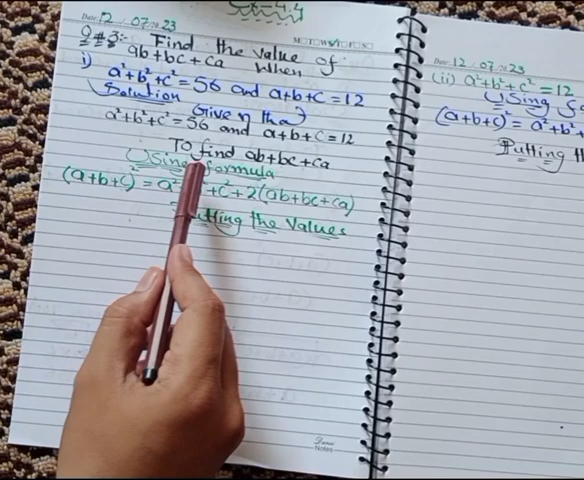 Date: 12 / 07 / 23
Q#3:- Find the value of
ab+bc+ca when
i) a²+b²+c² = 56 and a+b+c = 12
Solution Given that
a²+b²+c² = 56 and a+b+c = 12
To find ab+bc+ca
Using formula
(a+b+c)² = a² +c²+2(ab+bc+ca)
Putting the values
Notes
Date: 12 / 07 / 23
(ii) a²+b²+c² = 12
Using
(a+b+c)² = a²+b²+
Putting